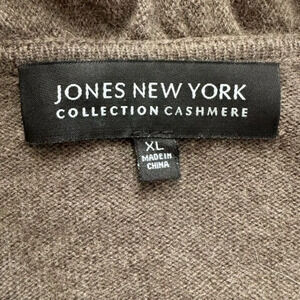 JONES NEW YORK
COLLECTION CASHMERE
XL
MADE IN
CHINA